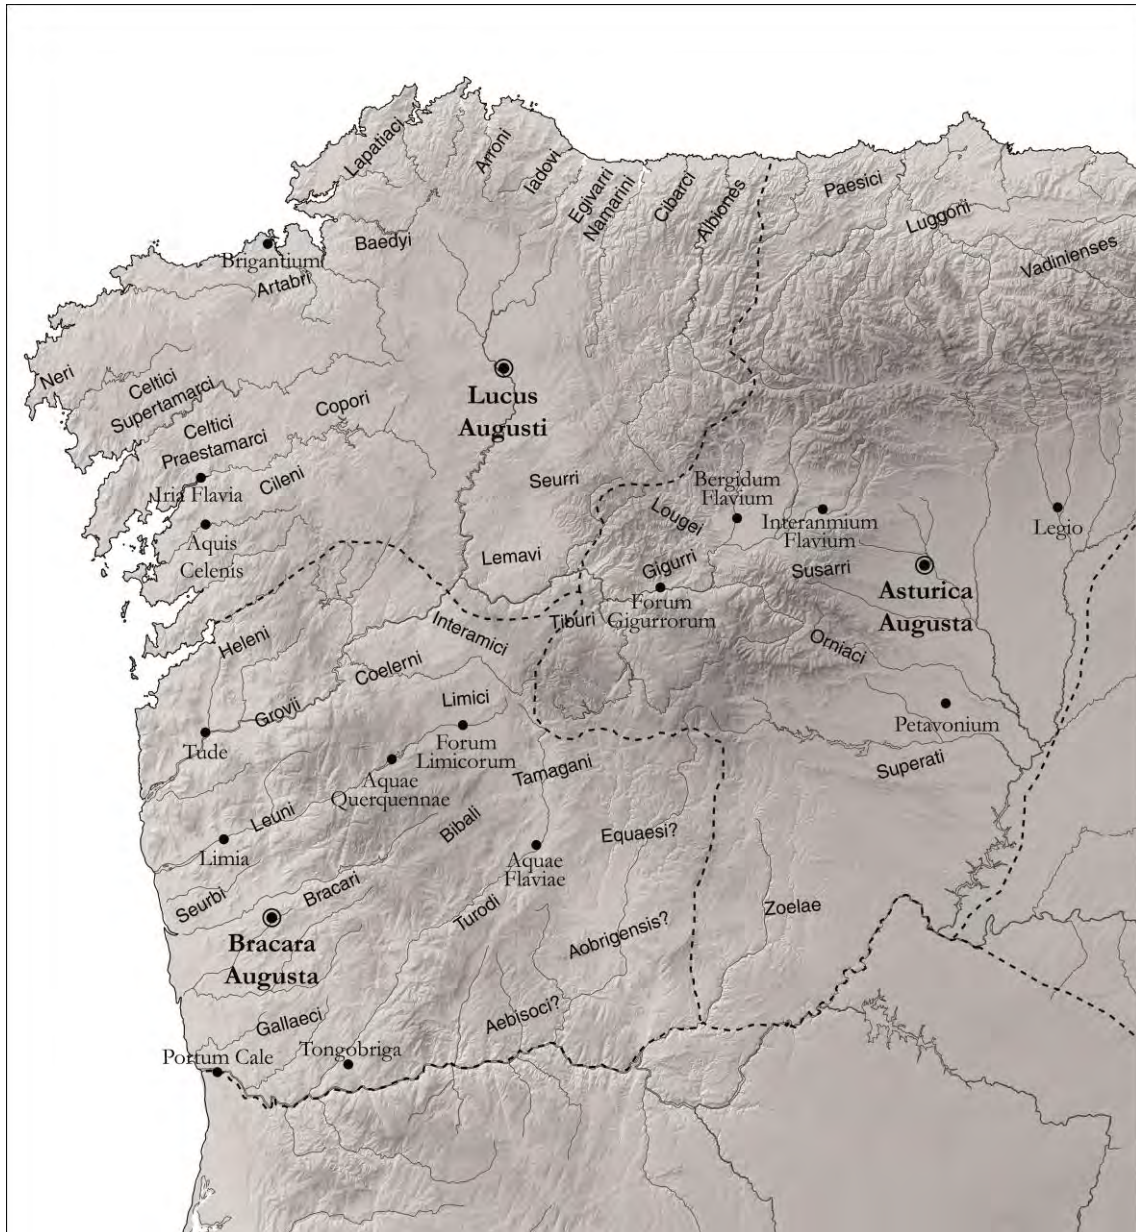 Lapatiaci
Arroni
Iadovi
Egivarri
Namarini
Cibarci
Albiones
Paesici
Luggoni
Vadinienses
Baedyi
Brigantium
Artabri
Neri
Celtici
Supertamarci
Celtici
Praestamarci
Copori
Lucus
Augusti
Iria Flavia
Cileni
Seurri
Bergidum
Flavium
Lougei
Interanmium
Flavium
Legio
Aquis
Celenis
Lemavi
Gigurri
Susarri
Asturica
Augusta
Forum
Gigurrorum
Tiburi
Heleni
Interamici
Orniaci
Coelerni
Limici
Grovii
Tude
Forum
Limicorum
Petavonium
Aquae
Querquennae
Tamagani
Superati
Leuni
Limia
Bibali
Equaesi?
Aquae
Flaviae
Seurbi
Bracari
Turodi
Zoelae
Bracara
Augusta
Aobrigensis?
Gallaeci
Aebisoci?
Portum Cale
Tongobriga